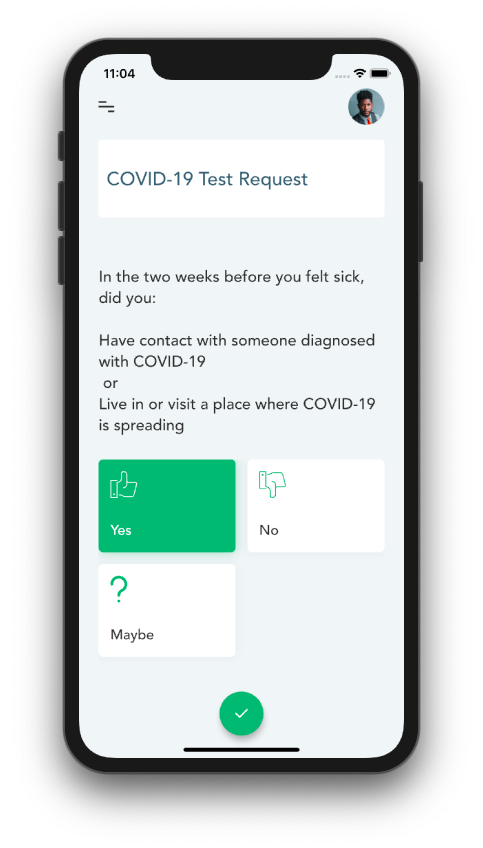 11:04
COVID-19 Test Request
In the two weeks before you felt sick,
did you:
Have contact with someone diagnosed
with COVID-19
or
Live in or visit a place where COVID-19
is spreading
Yes
No
Maybe